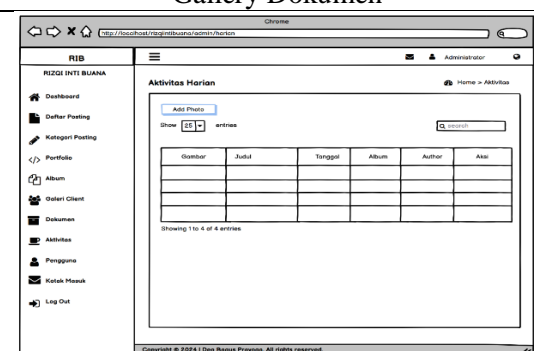 Gallery Dokumen
Chrome
http://localhost/rizqiintibuana/admin/harian
RIB
Administrator
RIZQI INTI BUANA
Aktivitas Harian
Home > Aktivitas
Dashboard
Daftar Posting
Kategori Posting
Portfolio
Album
Galeri Client
Dokumen
Aktivitas
Pengguna
Kotak Masuk
Log Out
Add Photo
Show 25 entries
search
Gambar Judul Tanggal Album Author Aksi
Showing 1 to 4 of 4 entries
Copyright © 2024 | Den Bagus Prayoga. All rights reserved.